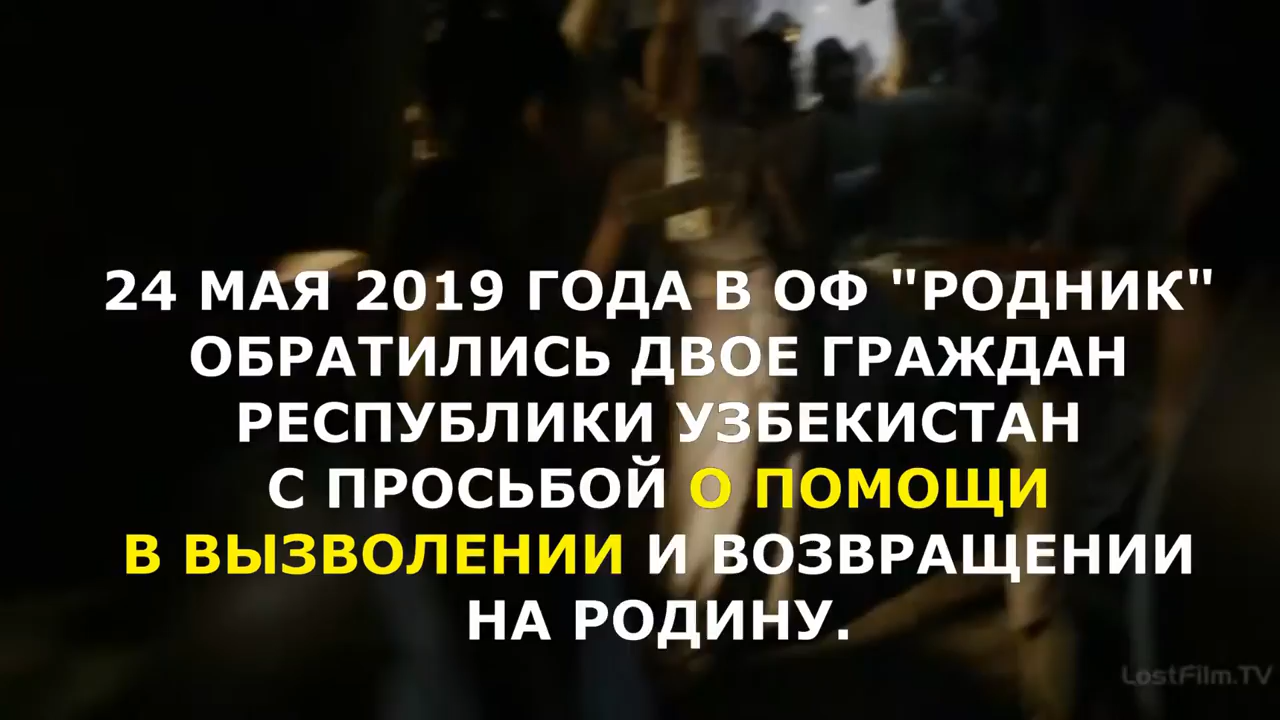 24 МАЯ 2019 ГОДА В ОФ "РОДНИК"
ОБРАТИЛИСЬ ДВОЕ ГРАЖДАН
РЕСПУБЛИКИ УЗБЕКИСТАН
С ПРОСЬБОЙ О ПОМОЩИ
В ВЫЗВОЛЕНИИ И ВОЗВРАЩЕНИИ
НА РОДИНУ.
LostFilm.TV